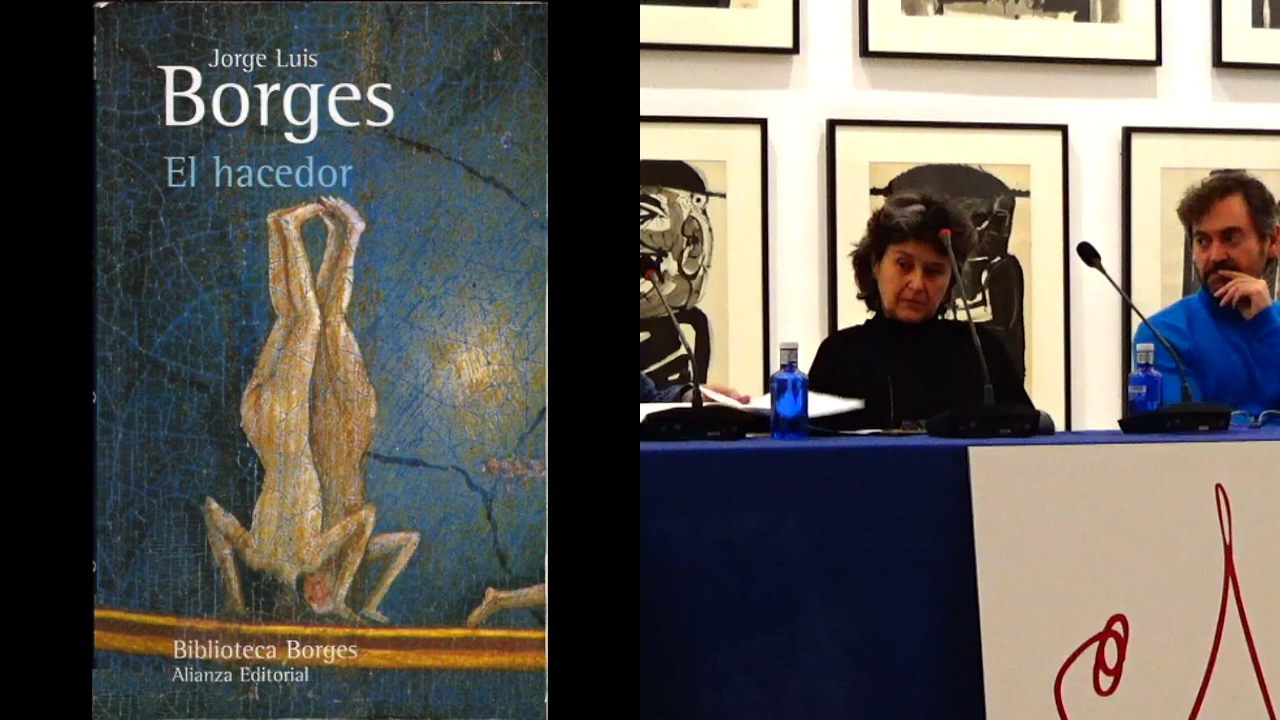 Jorge Luis
Borges
El hacedor
Biblioteca Borges
Alianza Editorial